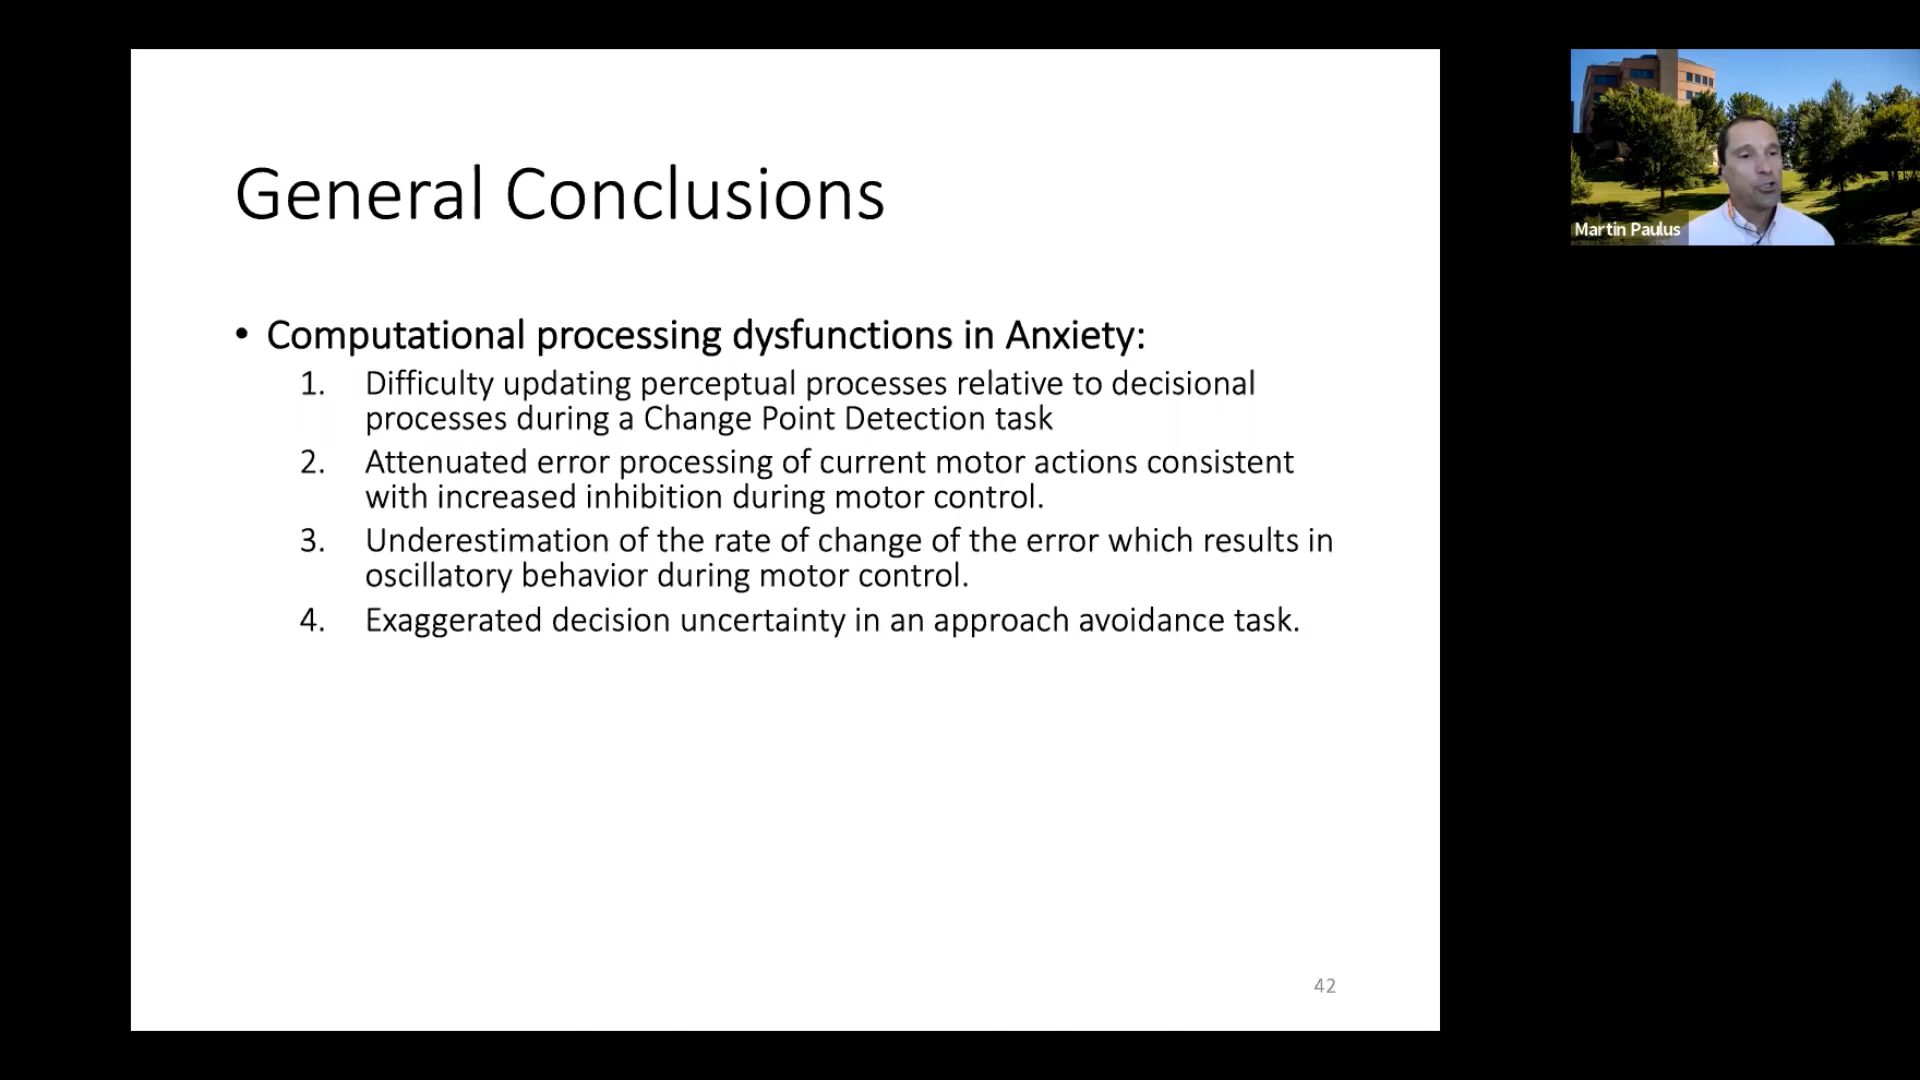 General Conclusions
• Computational processing dysfunctions in Anxiety:
1. Difficulty updating perceptual processes relative to decisional
processes during a Change Point Detection task
2. Attenuated error processing of current motor actions consistent
with increased inhibition during motor control.
3. Underestimation of the rate of change of the error which results in
oscillatory behavior during motor control.
4. Exaggerated decision uncertainty in an approach avoidance task.
42
Martin Paulus